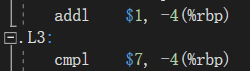 addl $1, -4(%rbp)
.L3:
cmpl $7, -4(%rbp)